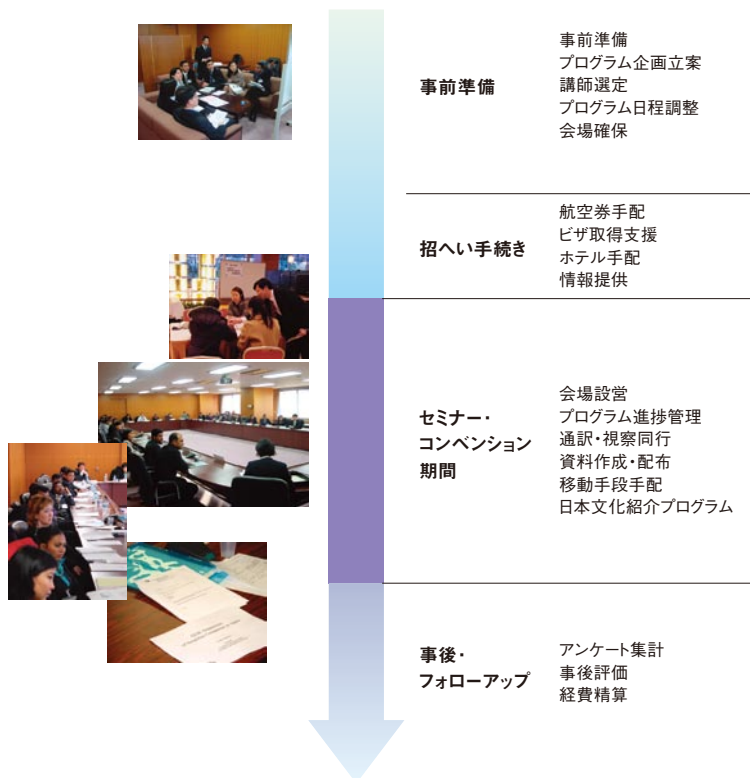 事前準備
事前準備
プログラム企画立案
講師選定
プログラム日程調整
会場確保
招へい手続き
航空券手配
ビザ取得支援
ホテル手配
情報提供
セミナー・
コンベンション
期間
会場設営
プログラム進捗管理
通訳・視察同行
資料作成・配布
移動手段手配
日本文化紹介プログラム
事後・
フォローアップ
アンケート集計
事後評価
経費精算